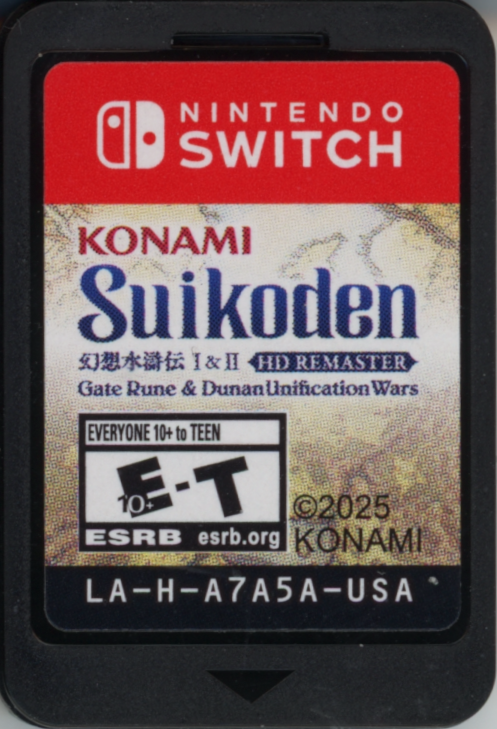 NINTENDO
SWITCH
KONAMI
Suikoden
幻想水滸伝 I & II HD REMASTER
Gate Rune & Dunan Unification Wars
EVERYONE 10+ to TEEN
E-T
10+
ESRB esrb.org
©2025
KONAMI
LA-H-A7A5A-USA